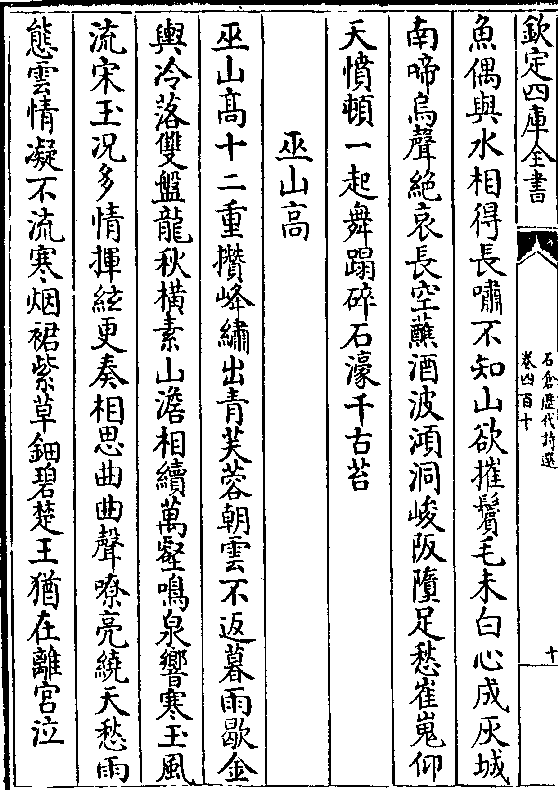 欽定四庫全書
石倉歴代詩選
卷四百十
十
魚偶與水相得長嘯不知山欲摧鬢毛未白心成灰城
南啼烏聲絶哀長空蘸酒波澒洞峻阪隮足愁崔嵬仰
天憤頓一起舞蹋碎石濠千古苔
巫山高
巫山髙十二重攢峰繡出青芙蓉朝雲不返暮雨歇金
輿冷落雙盤龍秋橫素山澹相續萬壑鳴泉響寒玉風
流宋玉况多情揮絃更奏相思曲曲聲嘹亮繞天愁雨
態雲情凝不流寒烟裙紫草鈿碧楚王猶在離宫泣